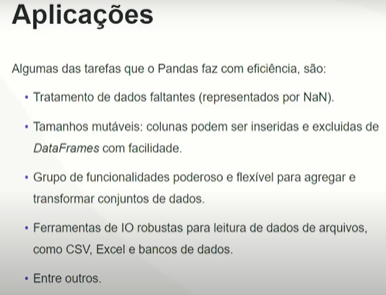 Aplicações
Algumas das tarefas que o Pandas faz com eficiência, são:
• Tratamento de dados faltantes (representados por NaN).
• Tamanhos mutáveis: colunas podem ser inseridas e excluidas de
DataFrames com facilidade.
• Grupo de funcionalidades poderoso e flexível para agregar e
transformar conjuntos de dados.
• Ferramentas de IO robustas para leitura de dados de arquivos,
como CSV, Excel e bancos de dados.
• Entre outros.